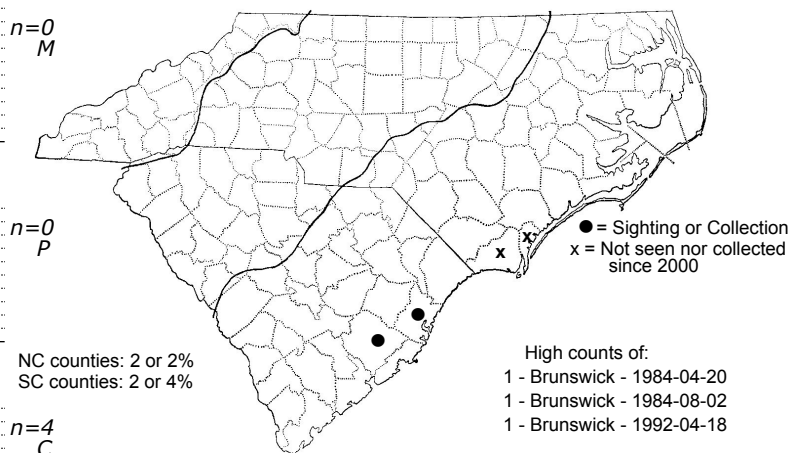 n=0
M
n=0
P
n=4
C
x
x
● = Sighting or Collection
x = Not seen nor collected
since 2000
NC counties: 2 or 2%
SC counties: 2 or 4%
High counts of:
1 - Brunswick - 1984-04-20
1 - Brunswick - 1984-08-02
1 - Brunswick - 1992-04-18